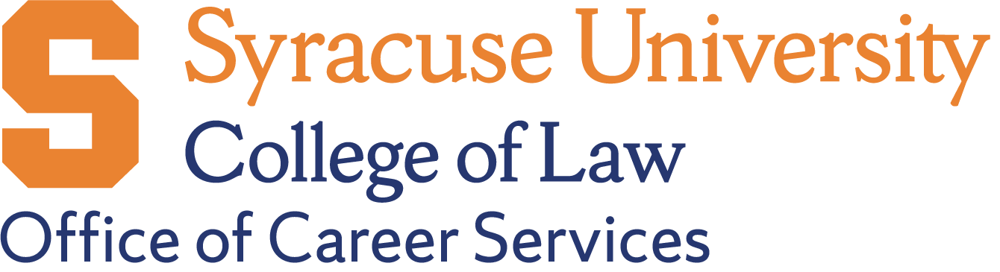 S
Syracuse University
College of Law
Office of Career Services